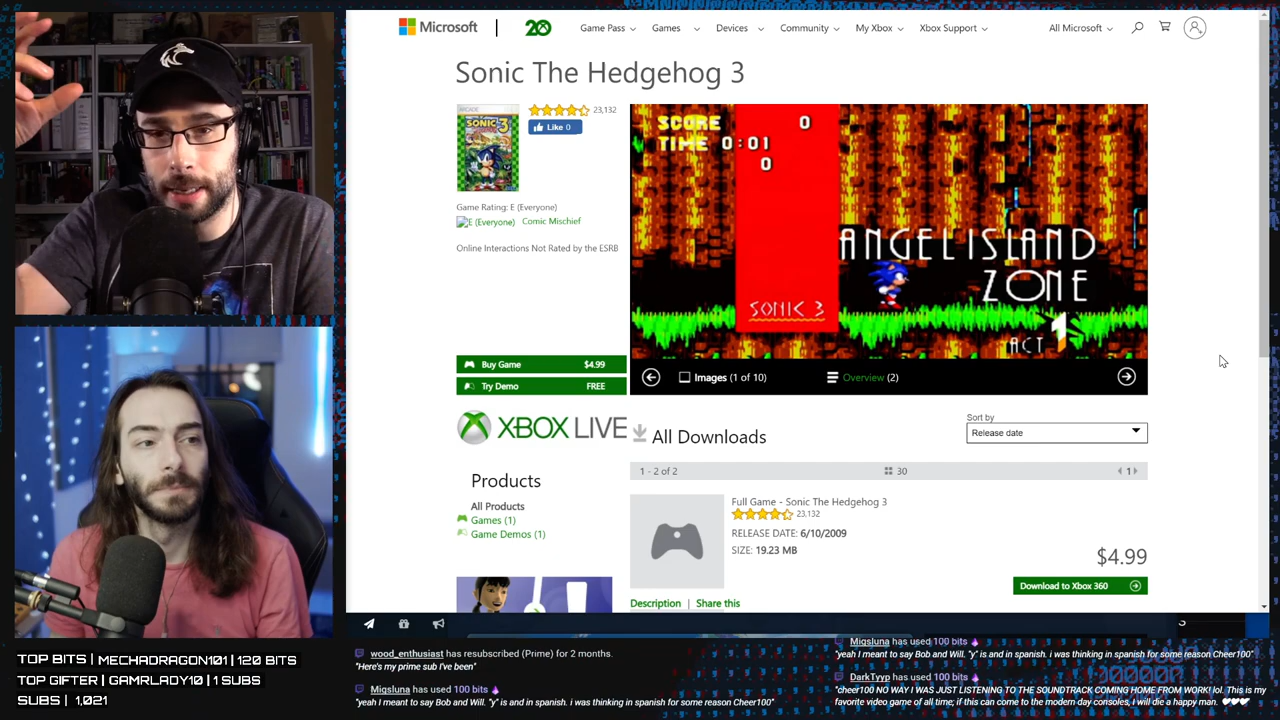 Microsoft
20
Game Pass
Games
Devices
Community
My Xbox
Xbox Support
All Microsoft
Sonic The Hedgehog 3
ARCADE
SONIC 3
23,132
Like 0
Game Rating: E (Everyone)
E (Everyone)
Comic Mischief
Online Interactions Not Rated by the ESRB
SCORE 0
TIME 0:01
0
ANGEL ISLAND
ZONE
SONIC 3
ACT 1
Buy Game $4.99
Try Demo FREE
Images (1 of 10)
Overview (2)
XBOX LIVE
All Downloads
Sort by
Release date
1 - 2 of 2
30
1
Products
All Products
Games (1)
Game Demos (1)
Full Game - Sonic The Hedgehog 3
23,132
RELEASE DATE: 6/10/2009
SIZE: 19.23 MB
$4.99
Download to Xbox 360
Description | Share this
TOP BITS | MECHADRAGON101 | 120 BITS
TOP GIFTER | GAMRLADY10 | 1 SUBS
SUBS | 1,021
wood_enthusiast has resubscribed (Prime) for 2 months.
"Here's my prime sub I've been"
Miqsluna has used 100 bits
"yeah I meant to say Bob and Will. "y" is and in spanish. i was thinking in spanish for some reason Cheer100"
Miqsluna has used 100 bits
"yeah I meant to say Bob and Will. "y" is and in spanish. i was thinking in spanish for some reason Cheer100".
DarkTyyp has used 100 bits
"cheer100 NO WAY I WAS JUST LISTENING TO THE SOUNDTRACK COMING HOME FROM WORK! lol. This is my
favorite video game of all time; if this can come to the modern day consoles, I will die a happy man.